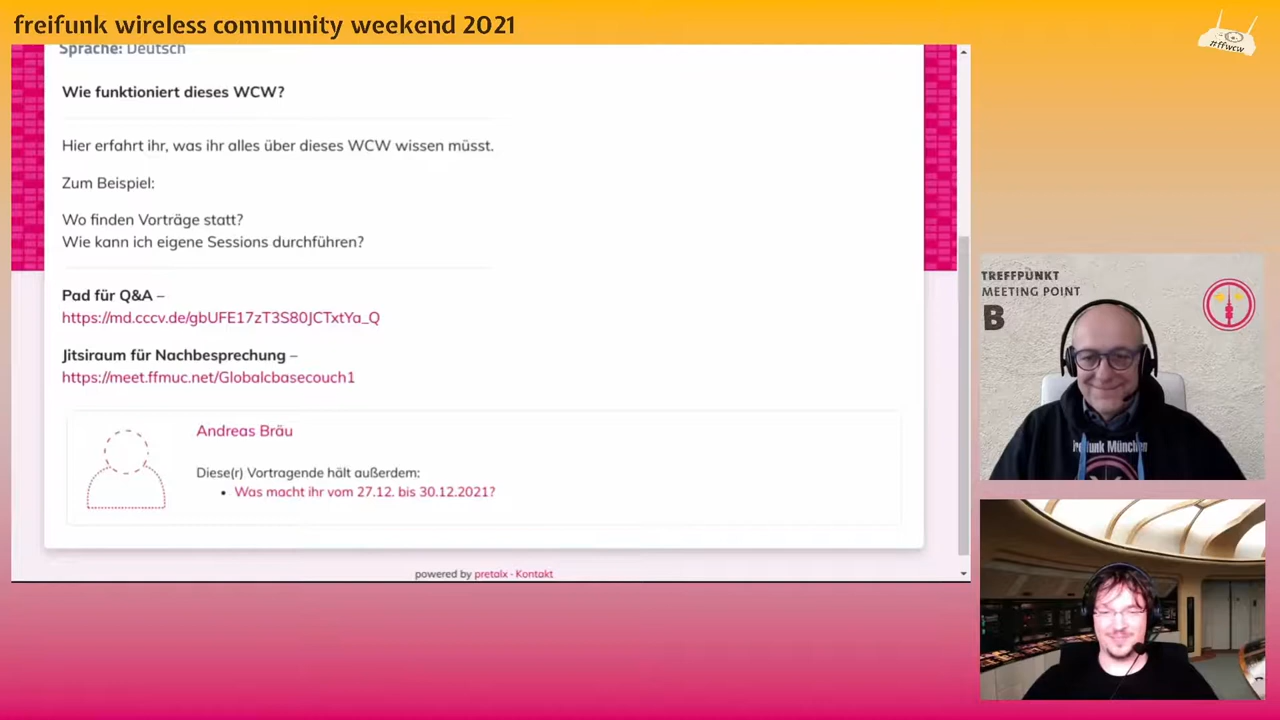 freifunk wireless community weekend 2021
#ffwcw
Sprache: Deutsch
Wie funktioniert dieses WCW?
Hier erfahrt ihr, was ihr alles über dieses WCW wissen müsst.
Zum Beispiel:
Wo finden Vorträge statt?
Wie kann ich eigene Sessions durchführen?
Pad für Q&A –
https://md.cccv.de/gbUFE17zT3S80JCTxtYa_Q
Jitsiraum für Nachbesprechung –
https://meet.ffmuc.net/Globalcbasecouch1
Andreas Bräu
Diese(r) Vortragende hält außerdem:
• Was macht ihr vom 27.12. bis 30.12.2021?
powered by pretalx - Kontakt
TREFFPUNKT
MEETING POINT
B
freifunk München